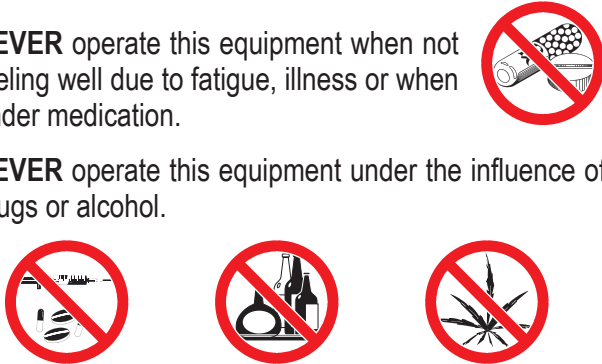 EVER operate this equipment when not
eling well due to fatigue, illness or when
nder medication.
EVER operate this equipment under the influence of
ugs or alcohol.